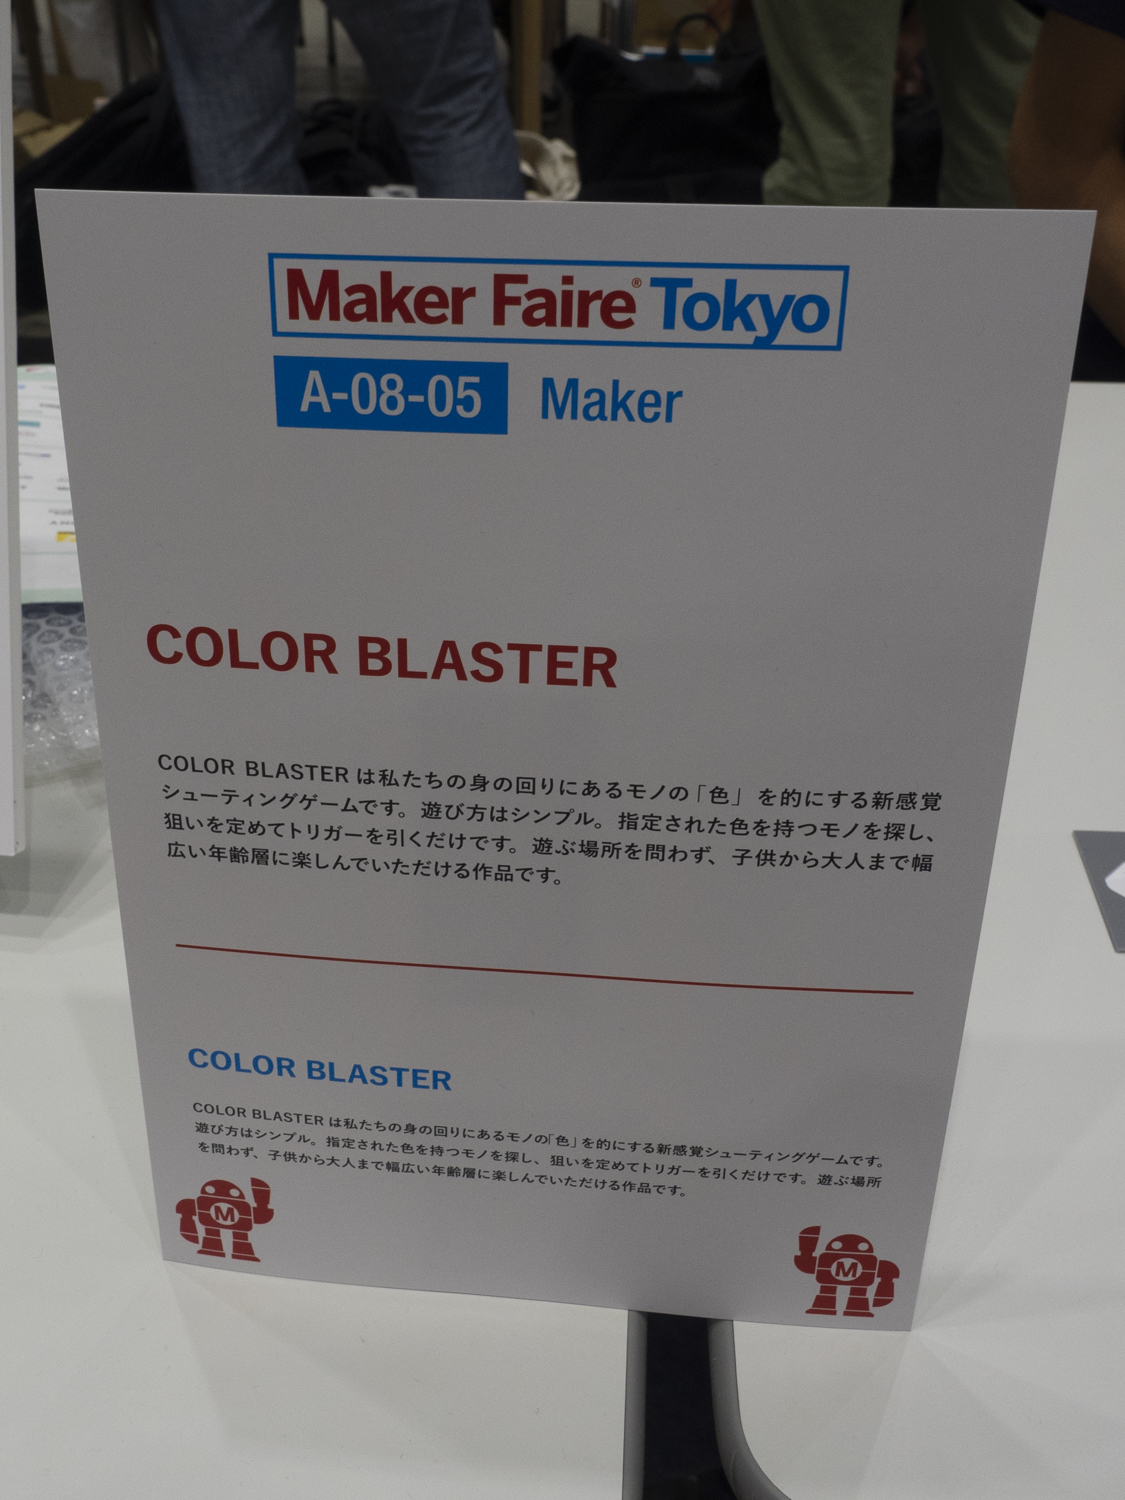 Maker Faire® Tokyo
A-08-05 Maker
COLOR BLASTER
COLOR BLASTER は私たちの身の回りにあるモノの「色」を的にする新感覚
シューティングゲームです。遊び方はシンプル。指定された色を持つモノを探し、
狙いを定めてトリガーを引くだけです。遊ぶ場所を問わず、子供から大人まで幅
広い年齢層に楽しんでいただける作品です。
COLOR BLASTER
COLOR BLASTER は私たちの身の回りにあるモノの「色」を的にする新感覚シューティングゲームです。
遊び方はシンプル。指定された色を持つモノを探し、狙いを定めてトリガーを引くだけです。遊ぶ場所
を問わず、子供から大人まで幅広い年齢層に楽しんでいただける作品です。
M
M